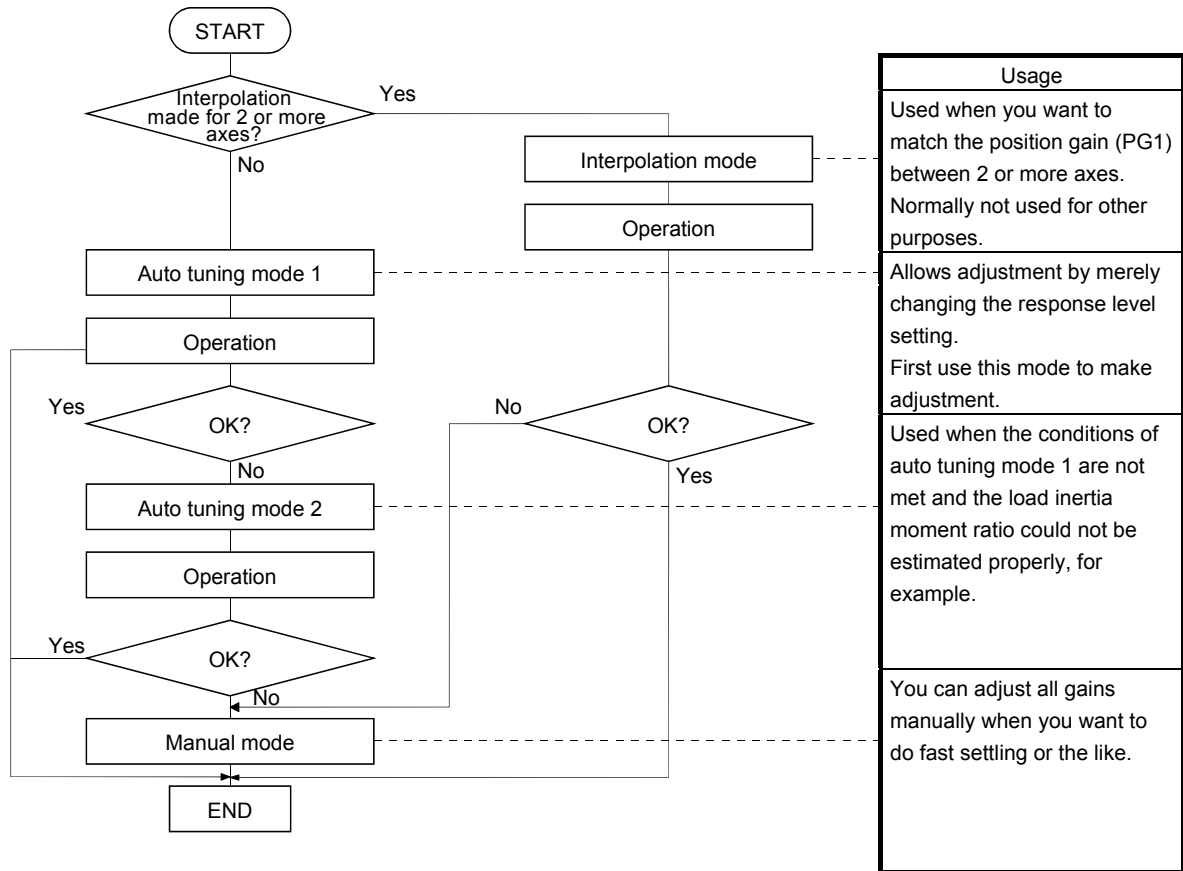 START
Interpolation
made for 2 or more
axes?
Yes
No
Interpolation mode
Operation
Auto tuning mode 1
Operation
Yes
OK?
No
No
OK?
Yes
Auto tuning mode 2
Operation
Yes
OK?
No
Manual mode
END
Usage
Used when you want to
match the position gain (PG1)
between 2 or more axes.
Normally not used for other
purposes.
Allows adjustment by merely
changing the response level
setting.
First use this mode to make
adjustment.
Used when the conditions of
auto tuning mode 1 are not
met and the load inertia
moment ratio could not be
estimated properly, for
example.
You can adjust all gains
manually when you want to
do fast settling or the like.